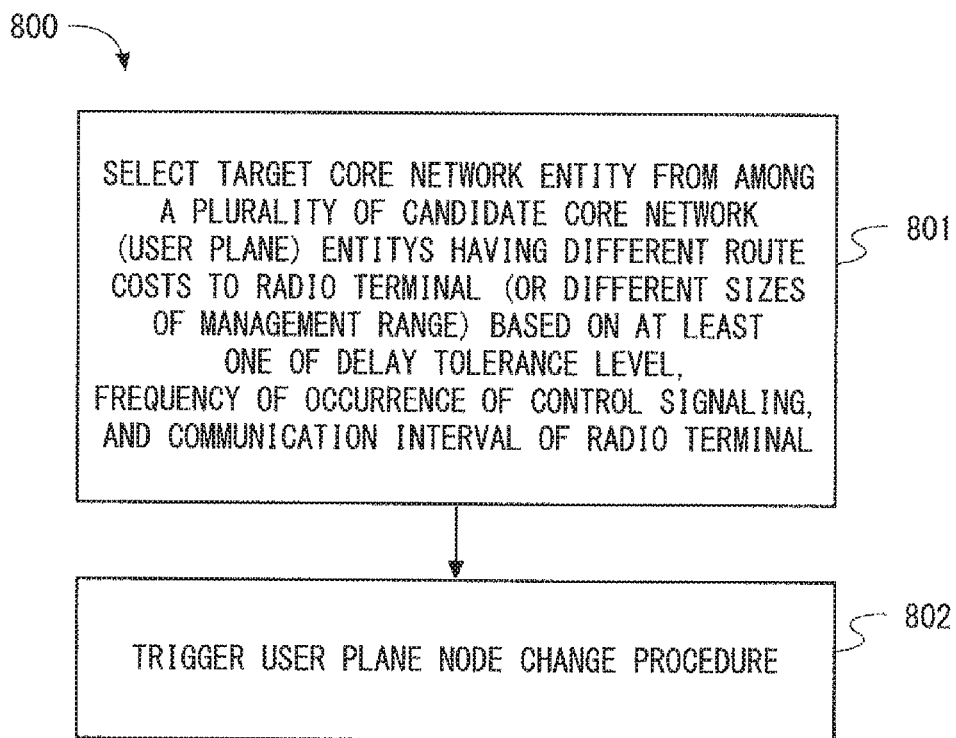 800
SELECT TARGET CORE NETWORK ENTITY FROM AMONG
A PLURALITY OF CANDIDATE CORE NETWORK
(USER PLANE) ENTITYS HAVING DIFFERENT ROUTE
COSTS TO RADIO TERMINAL (OR DIFFERENT SIZES
OF MANAGEMENT RANGE) BASED ON AT LEAST
ONE OF DELAY TOLERANCE LEVEL,
FREQUENCY OF OCCURRENCE OF CONTROL SIGNALING,
AND COMMUNICATION INTERVAL OF RADIO TERMINAL
801
TRIGGER USER PLANE NODE CHANGE PROCEDURE
802